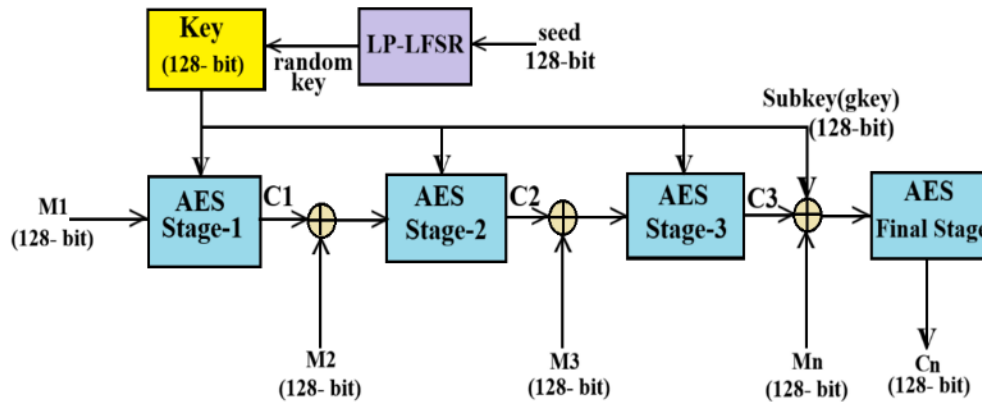 Key
(128- bit)
random
key
LP-LFSR
seed
128-bit
Subkey(gkey)
(128-bit)
M1
(128- bit)
AES
Stage-1
C1
AES
Stage-2
C2
AES
Stage-3
C3
AES
Final Stage
M2
(128- bit)
M3
(128- bit)
Mn
(128- bit)
Cn
(128- bit)